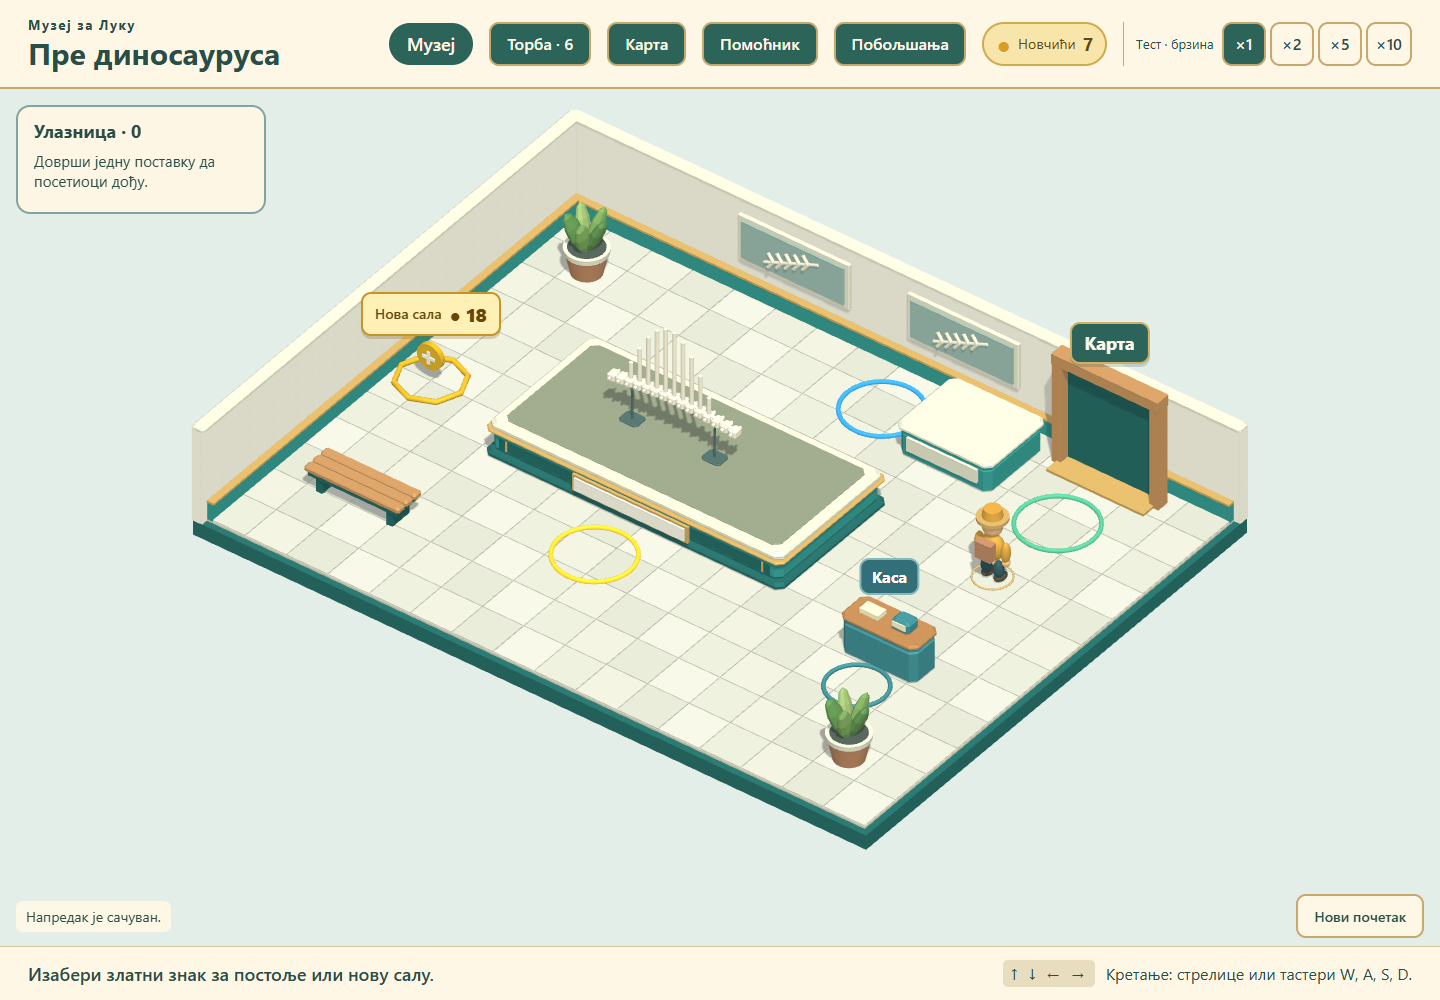 Музеј за Луку
Пре диносауруса
Музеј
Торба · 6
Карта
Помоћник
Побољшања
Новчићи 7
Тест · брзина
×1
×2
×5
×10
Улазница · 0
Доврши једну поставку да
посетиоци дођу.
Нова сала 18
Карта
Каса
Напредак је сачуван.
Нови почетак
Изабери златни знак за постоље или нову салу.
↑ ↓ ← → Кретање: стрелице или тастери W, A, S, D.